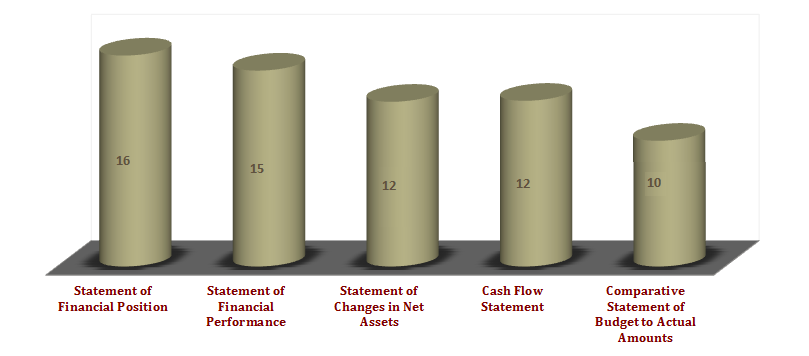 16
15
12
12
10
Statement of
Financial Position
Statement of
Financial
Performance
Statement of
Changes in Net
Assets
Cash Flow
Statement
Comparative
Statement of
Budget to Actual
Amounts